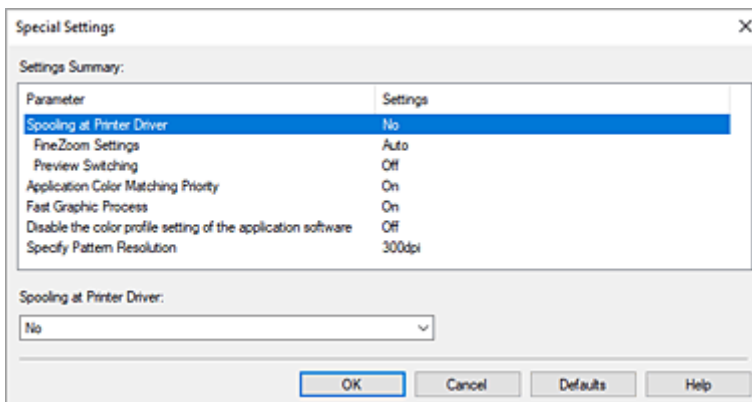 Special Settings
Settings Summary:
Parameter Settings
Spooling at Printer Driver No
FineZoom Settings Auto
Preview Switching Off
Application Color Matching Priority On
Fast Graphic Process On
Disable the color profile setting of the application software Off
Specify Pattern Resolution 300dpi
Spooling at Printer Driver:
No
OK Cancel Defaults Help